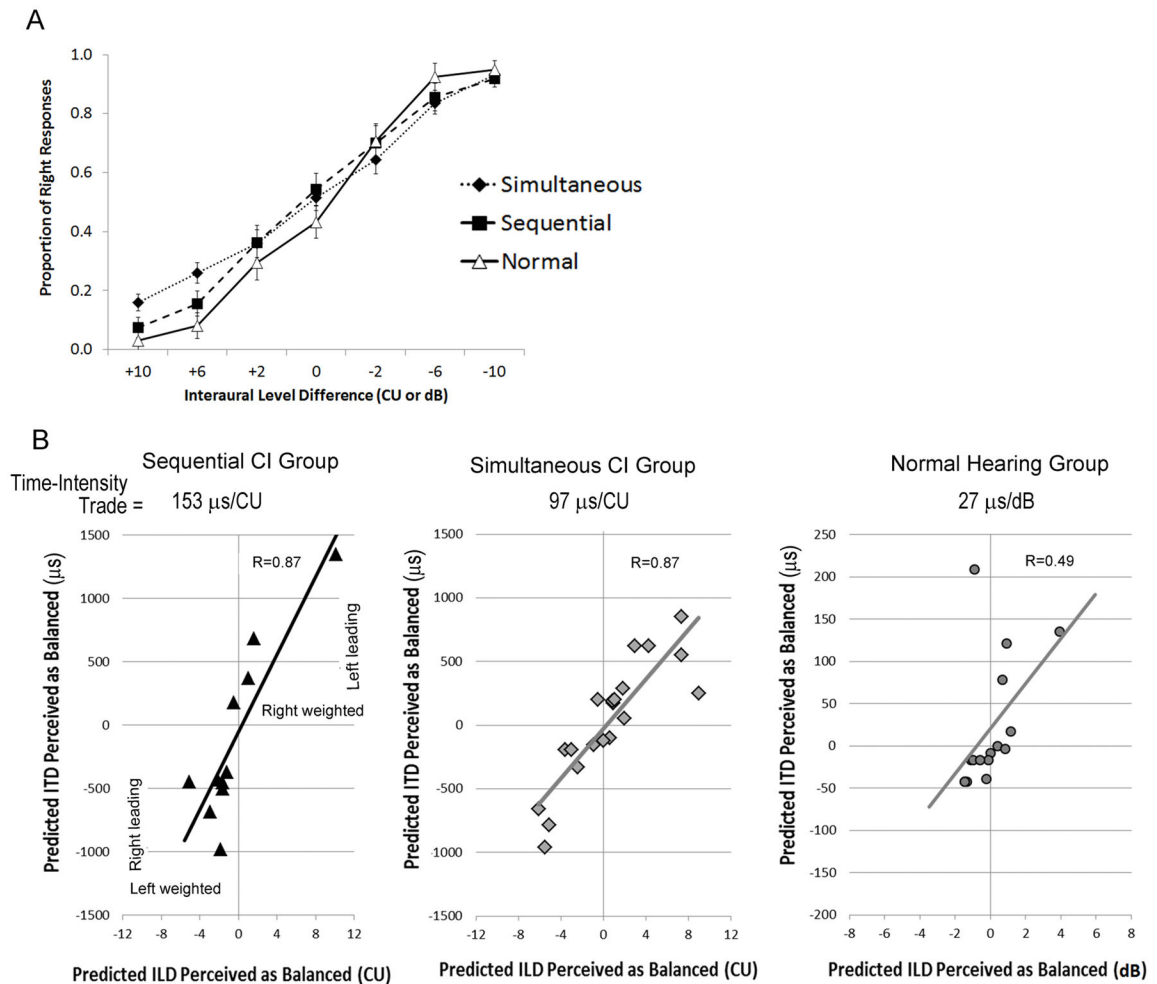 A
Proportion of Right Responses
1.0
0.8
0.6
0.4
0.2
0.0
+10 +6 +2 0 -2 -6 -10
Interaural Level Difference (CU or dB)
Simultaneous
Sequential
Normal
B
Time-Intensity
Trade =
Sequential CI Group
153 μs/CU
Predicted ITD Perceived as Balanced (μs)
1500
1000
500
0
-500
-1000
-1500
R=0.87
Left leading
Right weighted
Right leading
Left weighted
-12 -8 -4 0 4 8 12
Predicted ILD Perceived as Balanced (CU)
Simultaneous CI Group
97 μs/CU
Predicted ITD Perceived as Balanced (μs)
1500
1000
500
0
-500
-1000
-1500
R=0.87
-12 -8 -4 0 4 8 12
Predicted ILD Perceived as Balanced (CU)
Normal Hearing Group
27 μs/dB
Predicted ITD Perceived as Balanced (μs)
250
200
150
100
50
0
-50
-100
-150
-200
R=0.49
-8 -6 -4 -2 0 2 4 6 8
Predicted ILD Perceived as Balanced (dB)